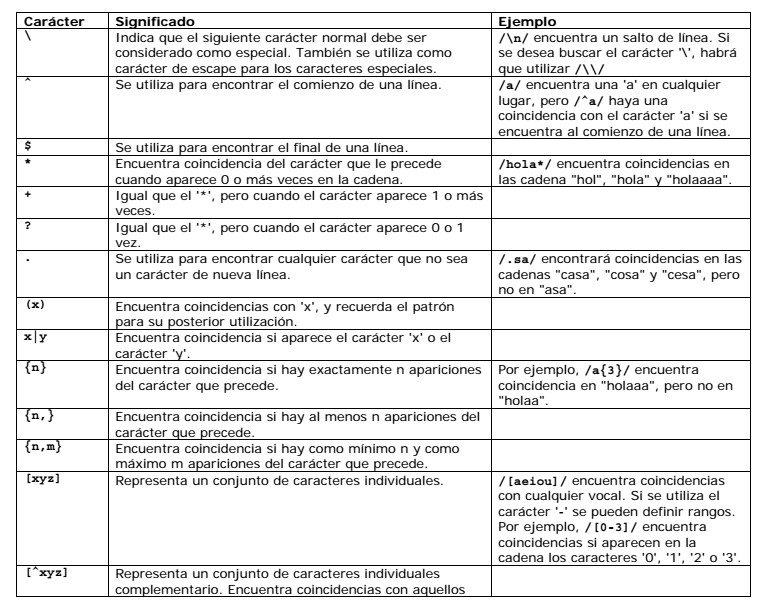 Carácter Significado Ejemplo
\ Indica que el siguiente carácter normal debe ser /\n/ encuentra un salto de línea. Si
considerado como especial. También se utiliza como se desea buscar el carácter '\', habrá
carácter de escape para los caracteres especiales. que utilizar /\\/
^ Se utiliza para encontrar el comienzo de una línea. /a/ encuentra una 'a' en cualquier
lugar, pero /^a/ haya una
coincidencia con el carácter 'a' si se
encuentra al comienzo de una línea.
$ Se utiliza para encontrar el final de una línea.
* Encuentra coincidencia del carácter que le precede /hola*/ encuentra coincidencias en
cuando aparece 0 o más veces en la cadena. las cadena "hol", "hola" y "holaaaa".
+ Igual que el '*', pero cuando el carácter aparece 1 o más
veces.
? Igual que el '*', pero cuando el carácter aparece 0 o 1
vez.
. Se utiliza para encontrar cualquier carácter que no sea /.sa/ encontrará coincidencias en las
un carácter de nueva línea. cadenas "casa", "cosa" y "cesa", pero
no en "asa".
(x) Encuentra coincidencias con 'x', y recuerda el patrón
para su posterior utilización.
x|y Encuentra coincidencia si aparece el carácter 'x' o el
carácter 'y'.
{n} Encuentra coincidencia si hay exactamente n apariciones Por ejemplo, /a{3}/ encuentra
del carácter que precede. coincidencia en "holaaa", pero no en
"holaa".
{n,} Encuentra coincidencia si hay al menos n apariciones del
carácter que precede.
{n,m} Encuentra coincidencia si hay como mínimo n y como
máximo m apariciones del carácter que precede.
[xyz] Representa un conjunto de caracteres individuales. /[aeiou]/ encuentra coincidencias
con cualquier vocal. Si se utiliza el
carácter '-' se pueden definir rangos.
Por ejemplo, /[0-3]/ encuentra
coincidencias si aparecen en la
cadena los caracteres '0', '1', '2' o '3'.
[^xyz] Representa un conjunto de caracteres individuales
complementario. Encuentra coincidencias con aquellos